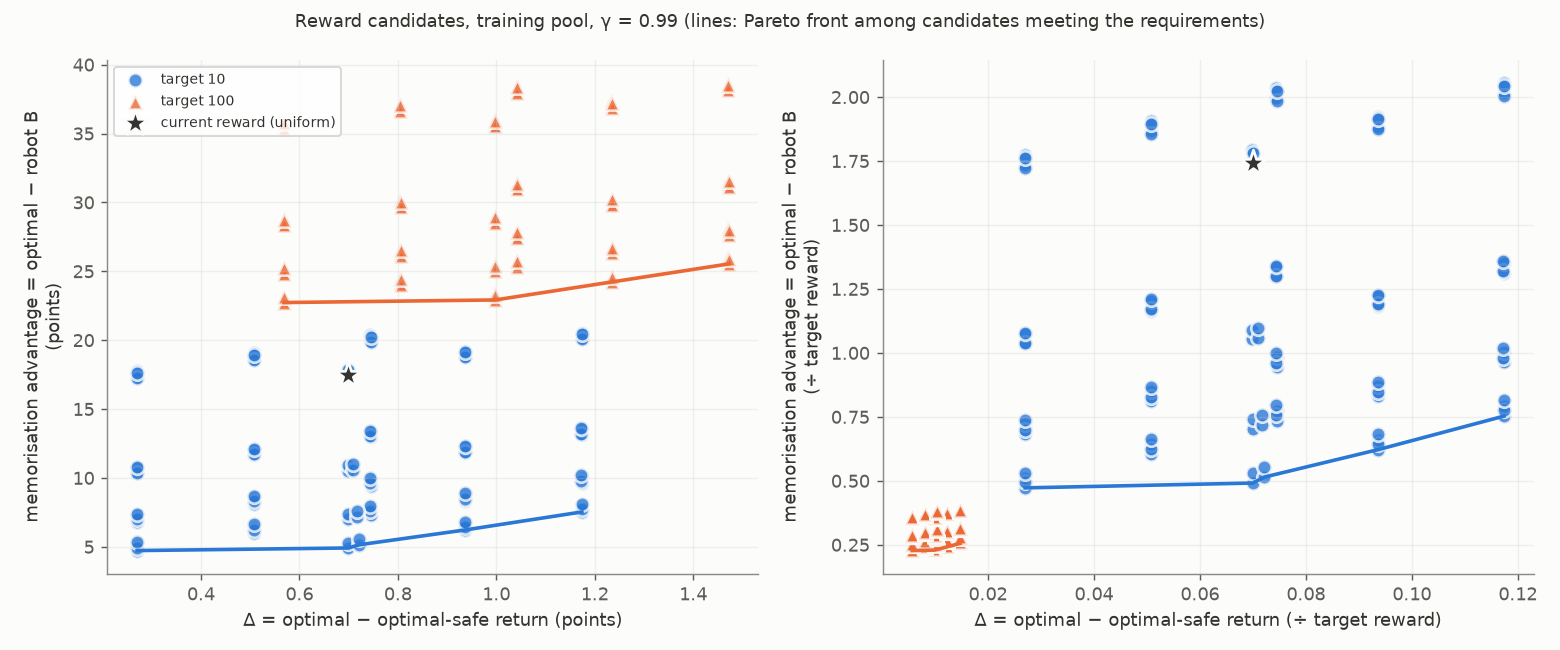 Reward candidates, training pool, γ = 0.99 (lines: Pareto front among candidates meeting the requirements)
target 10
target 100
current reward (uniform)
memorisation advantage = optimal − robot B
(points)
40
35
30
25
20
15
10
5
0.4
0.6
0.8
1.0
1.2
1.4
Δ = optimal − optimal-safe return (points)
memorisation advantage = optimal − robot B
(÷ target reward)
2.00
1.75
1.50
1.25
1.00
0.75
0.50
0.25
0.02
0.04
0.06
0.08
0.10
0.12
Δ = optimal − optimal-safe return (÷ target reward)